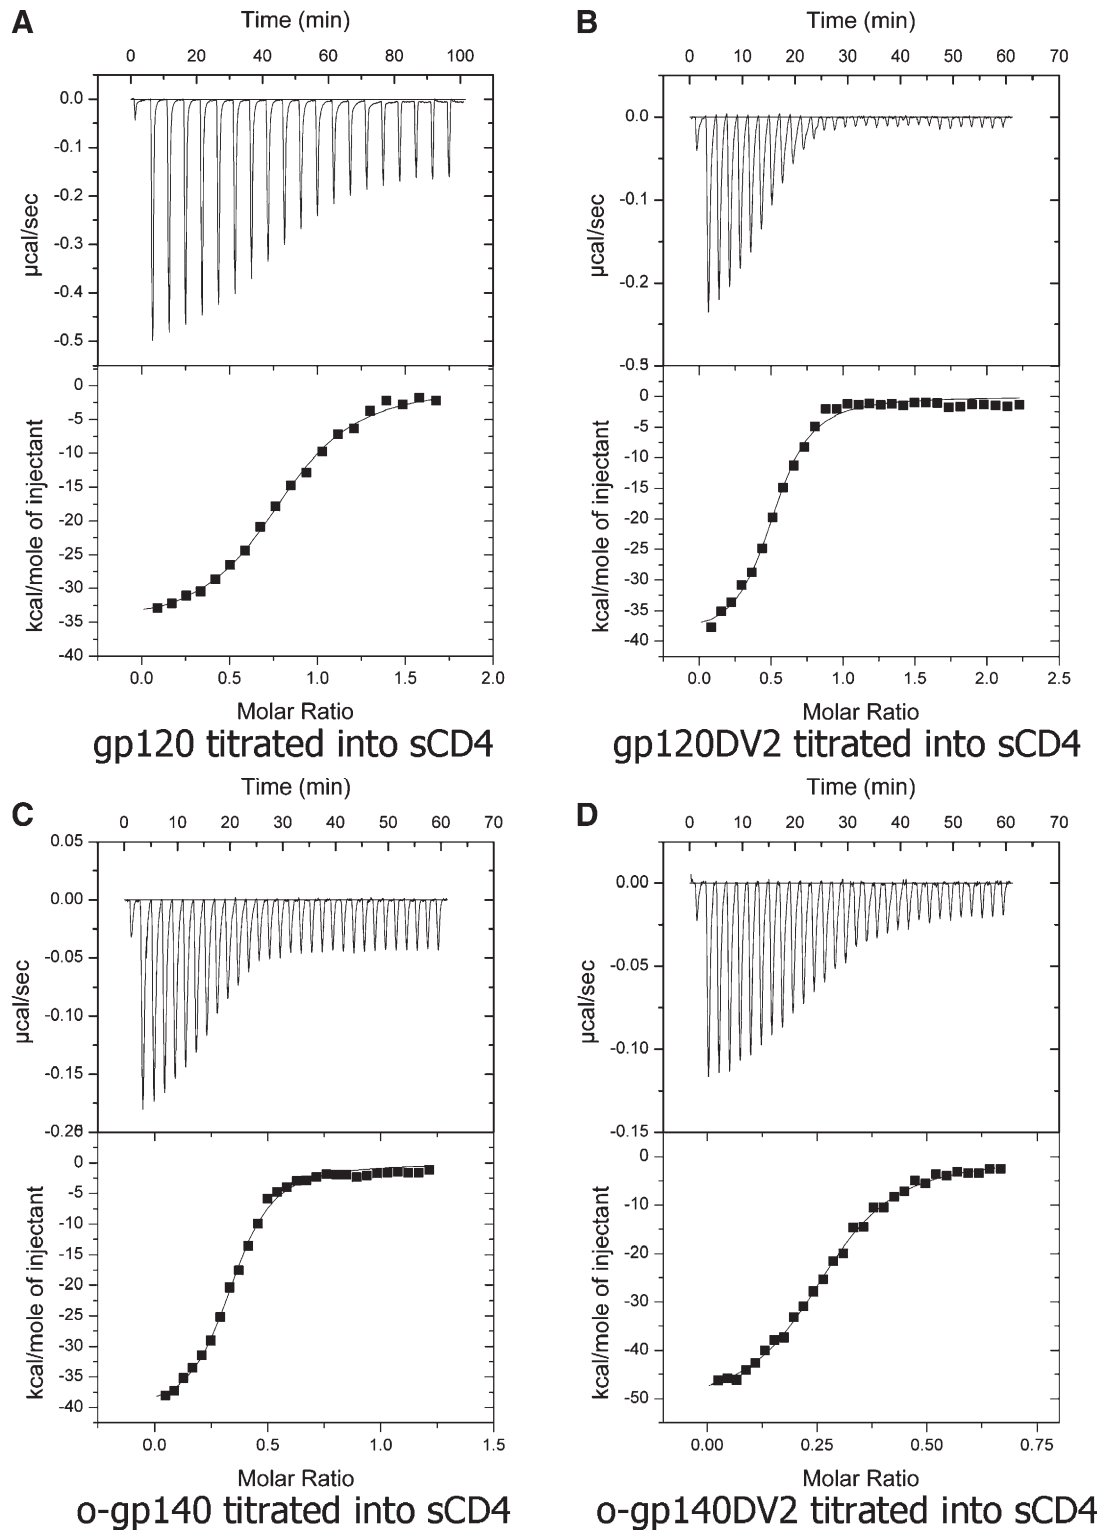 A
Time (min)
0 20 40 60 80 100
0.0
-0.1
-0.2
-0.3
-0.4
-0.5
µcal/sec
0
-5
-10
-15
-20
-25
-30
-35
-40
kcal/mole of injectant
0.0 0.5 1.0 1.5 2.0
Molar Ratio
gp120 titrated into sCD4
B
Time (min)
0 10 20 30 40 50 60 70
0.0
-0.1
-0.2
µcal/sec
0
-5
-10
-15
-20
-25
-30
-35
-40
kcal/mole of injectant
0.0 0.5 1.0 1.5 2.0 2.5
Molar Ratio
gp120DV2 titrated into sCD4
C
Time (min)
0 10 20 30 40 50 60 70
0.05
0.00
-0.05
-0.10
-0.15
µcal/sec
0
-5
-10
-15
-20
-25
-30
-35
-40
kcal/mole of injectant
0.0 0.5 1.0 1.5
Molar Ratio
o-gp140 titrated into sCD4
D
Time (min)
0 10 20 30 40 50 60 70
0.00
-0.05
-0.10
-0.15
µcal/sec
0
-10
-20
-30
-40
-50
kcal/mole of injectant
0.00 0.25 0.50 0.75
Molar Ratio
o-gp140DV2 titrated into sCD4